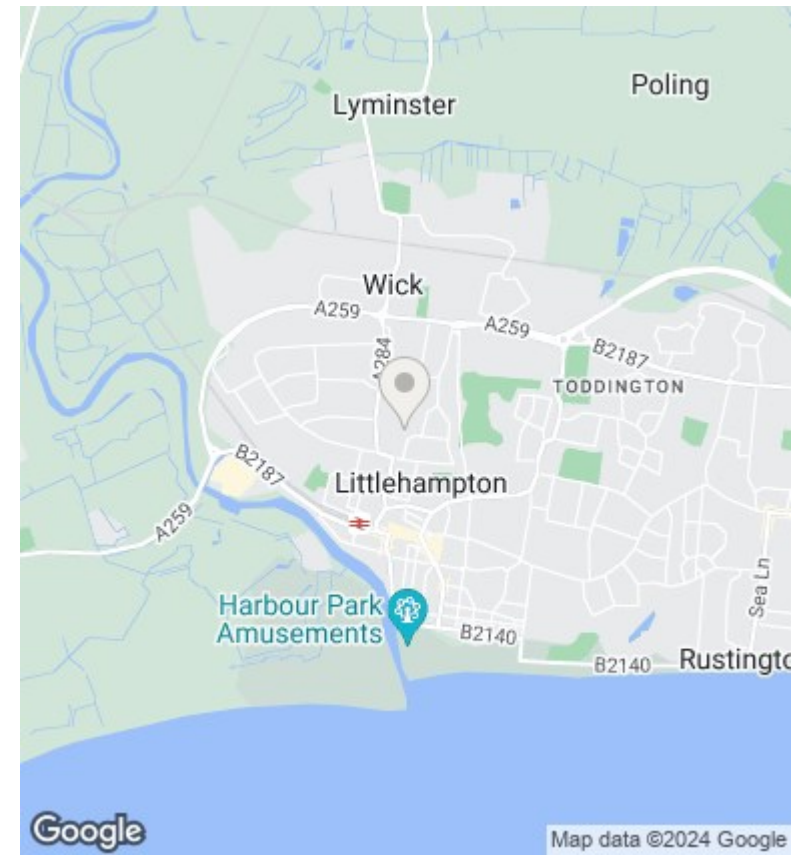 Poling
Lyminster
Wick
A259
A259
B2187
A284
TODDINGTON
B2187
Littlehampton
A259
Sea Ln
Harbour Park
Amusements
B2140
B2140
Rustingto
Google
Map data ©2024 Google